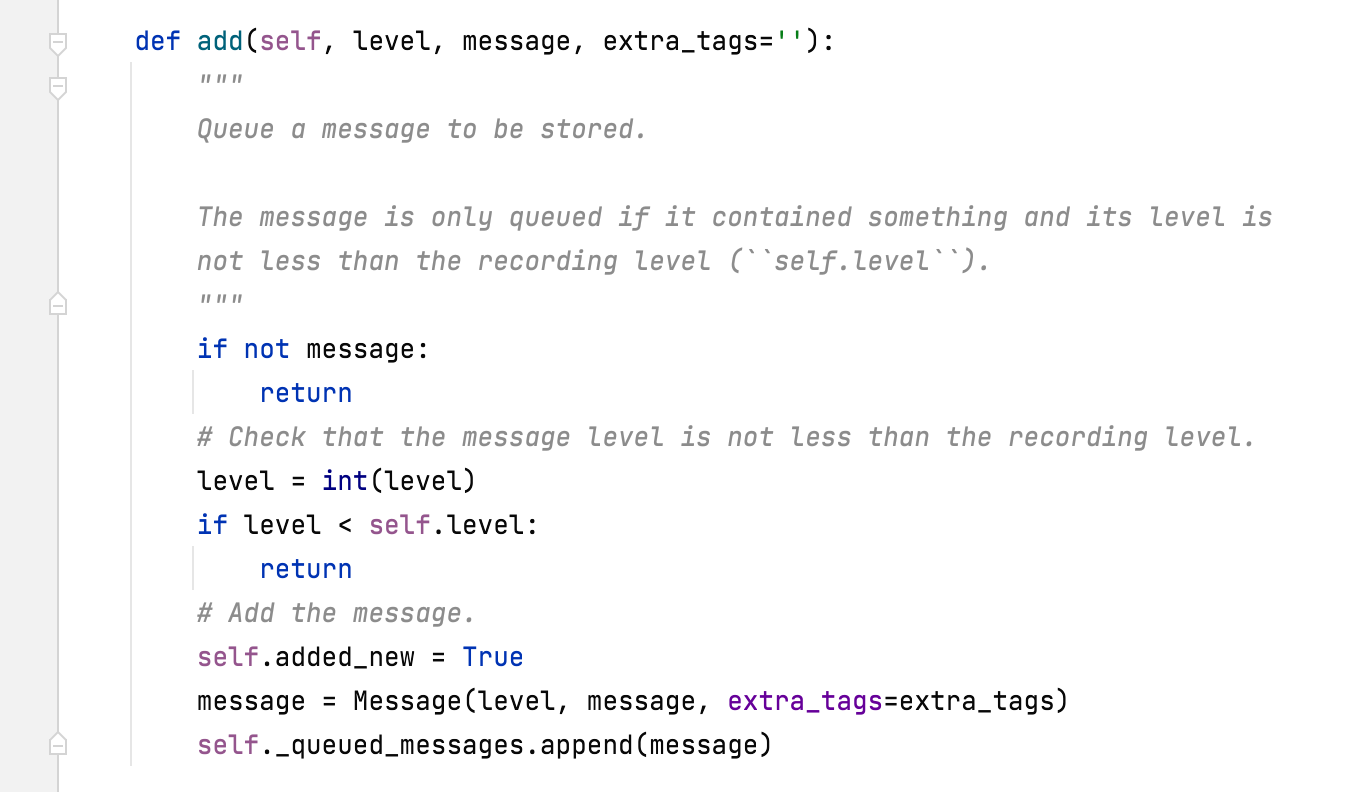 def add(self, level, message, extra_tags=''):
    """
    Queue a message to be stored.

    The message is only queued if it contained something and its level is
    not less than the recording level (``self.level``).
    """
    if not message:
        return
    # Check that the message level is not less than the recording level.
    level = int(level)
    if level < self.level:
        return
    # Add the message.
    self.added_new = True
    message = Message(level, message, extra_tags=extra_tags)
    self._queued_messages.append(message)